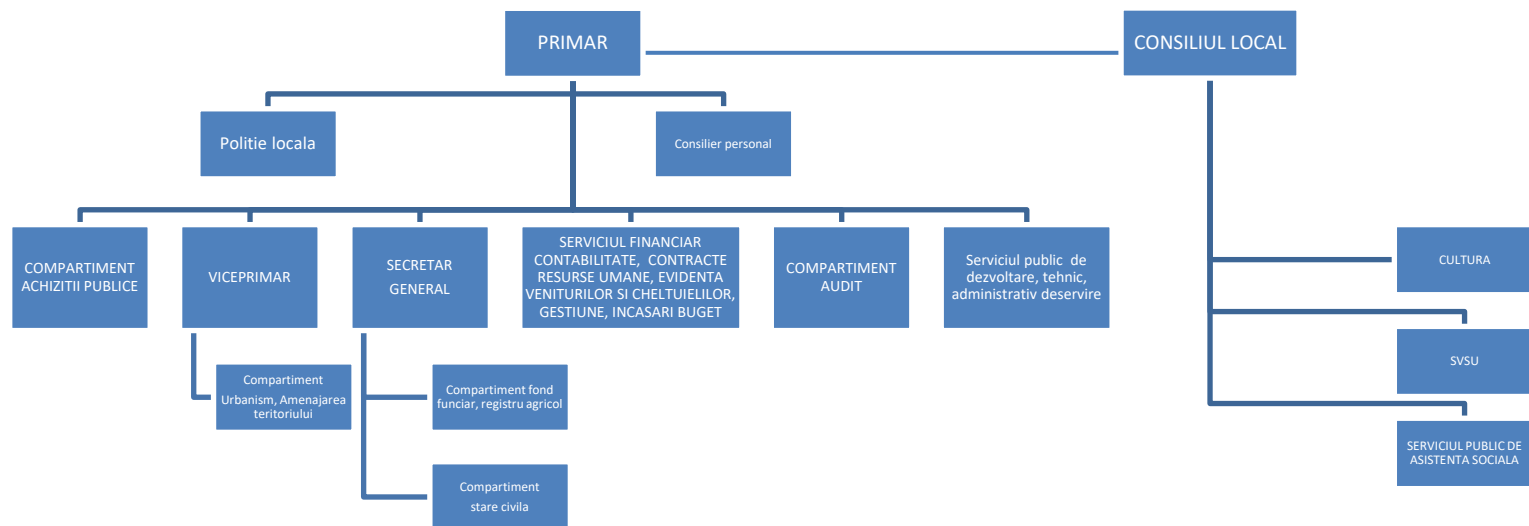 PRIMAR
CONSILIUL LOCAL
Politie locala
Consilier personal
COMPARTIMENT
ACHIZITII PUBLICE
VICEPRIMAR
SECRETAR
GENERAL
SERVICIUL FINANCIAR
CONTABILITATE, CONTRACTE
RESURSE UMANE, EVIDENTA
VENITURILOR SI CHELTUIELILOR,
GESTIUNE, INCASARI BUGET
COMPARTIMENT
AUDIT
Serviciul public de
dezvoltare, tehnic,
administrativ deservire
CULTURA
SVSU
SERVICIUL PUBLIC DE
ASISTENTA SOCIALA
Compartiment
Urbanism, Amenajarea
teritoriului
Compartiment fond
funciar, registru agricol
Compartiment
stare civila